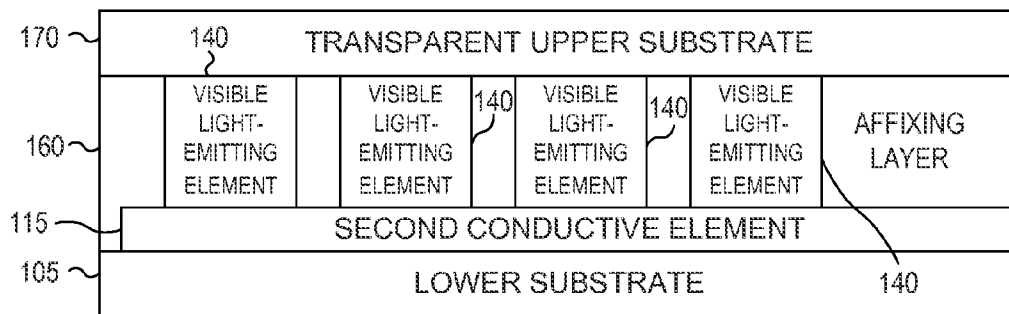 170
TRANSPARENT UPPER SUBSTRATE
140
VISIBLE
LIGHT-
EMITTING
ELEMENT
VISIBLE
LIGHT-
EMITTING
ELEMENT
140
VISIBLE
LIGHT-
EMITTING
ELEMENT
140
VISIBLE
LIGHT-
EMITTING
ELEMENT
AFFIXING
LAYER
160
115
SECOND CONDUCTIVE ELEMENT
105
LOWER SUBSTRATE
140